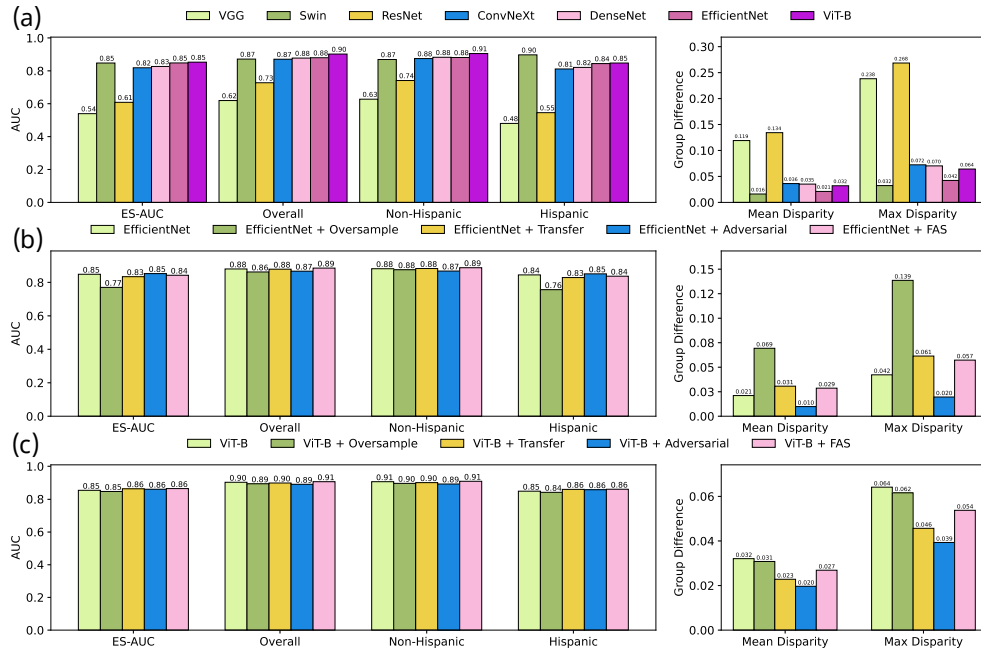 (a)
VGG Swin ResNet ConvNeXt DenseNet EfficientNet ViT-B
AUC
1.0
0.8
0.6
0.4
0.2
0.0
0.54 0.85 0.61 0.82 0.83 0.85 0.85
0.62 0.87 0.73 0.87 0.88 0.88 0.90
0.63 0.87 0.74 0.88 0.88 0.88 0.91
0.48 0.90 0.55 0.81 0.82 0.84 0.85
ES-AUC Overall Non-Hispanic Hispanic
Group Difference
0.30
0.25
0.20
0.15
0.10
0.05
0.00
0.119 0.016 0.134 0.036 0.035 0.021 0.032
0.238 0.032 0.268 0.072 0.070 0.042 0.064
Mean Disparity Max Disparity
(b)
EfficientNet EfficientNet + Oversample EfficientNet + Transfer EfficientNet + Adversarial EfficientNet + FAS
AUC
0.8
0.6
0.4
0.2
0.0
0.85 0.77 0.83 0.85 0.84
0.88 0.86 0.88 0.87 0.89
0.88 0.88 0.88 0.87 0.89
0.84 0.76 0.83 0.85 0.84
ES-AUC Overall Non-Hispanic Hispanic
Group Difference
0.15
0.12
0.10
0.08
0.05
0.03
0.00
0.021 0.069 0.031 0.010 0.029
0.042 0.139 0.061 0.020 0.057
Mean Disparity Max Disparity
(c)
ViT-B ViT-B + Oversample ViT-B + Transfer ViT-B + Adversarial ViT-B + FAS
AUC
1.0
0.8
0.6
0.4
0.2
0.0
0.85 0.85 0.86 0.86 0.86
0.90 0.89 0.90 0.89 0.91
0.91 0.90 0.90 0.89 0.91
0.85 0.84 0.86 0.86 0.86
ES-AUC Overall Non-Hispanic Hispanic
Group Difference
0.06
0.04
0.02
0.00
0.032 0.031 0.023 0.020 0.027
0.064 0.062 0.046 0.039 0.054
Mean Disparity Max Disparity